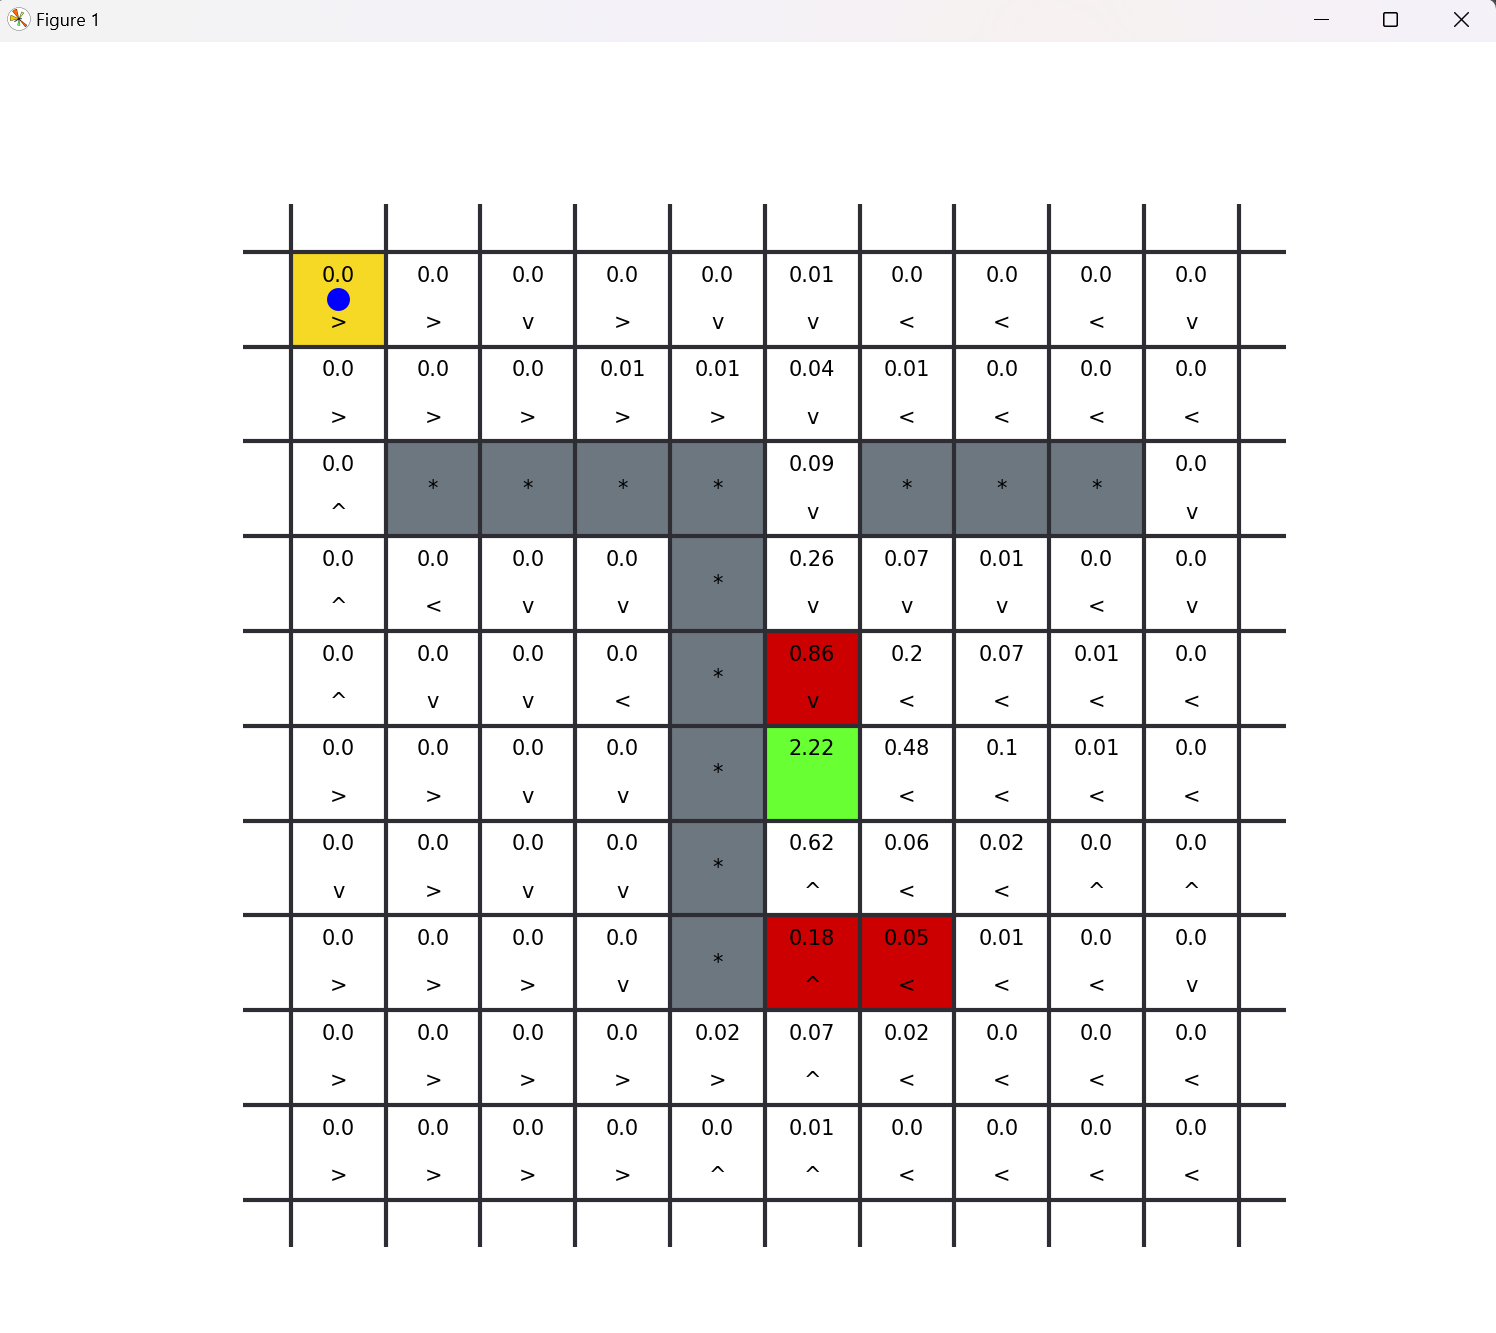 Figure 1
0.0 0.0 0.0 0.0 0.0 0.01 0.0 0.0 0.0 0.0
> > v > v v < < < v
0.0 0.0 0.0 0.01 0.01 0.04 0.01 0.0 0.0 0.0
> > > > > v < < < <
0.0 * * * * 0.09 * * * 0.0
^ v v
0.0 0.0 0.0 0.0 * 0.26 0.07 0.01 0.0 0.0
^ < v v v v v < v
0.0 0.0 0.0 0.0 * 0.86 0.2 0.07 0.01 0.0
^ v v < v < < < <
0.0 0.0 0.0 0.0 * 2.22 0.48 0.1 0.01 0.0
> > v v < < < <
0.0 0.0 0.0 0.0 * 0.62 0.06 0.02 0.0 0.0
v > v v ^ < < ^ ^
0.0 0.0 0.0 0.0 * 0.18 0.05 0.01 0.0 0.0
> > > v ^ < < < v
0.0 0.0 0.0 0.0 0.02 0.07 0.02 0.0 0.0 0.0
> > > > > ^ < < < <
0.0 0.0 0.0 0.0 0.0 0.01 0.0 0.0 0.0 0.0
> > > > ^ ^ < < < <